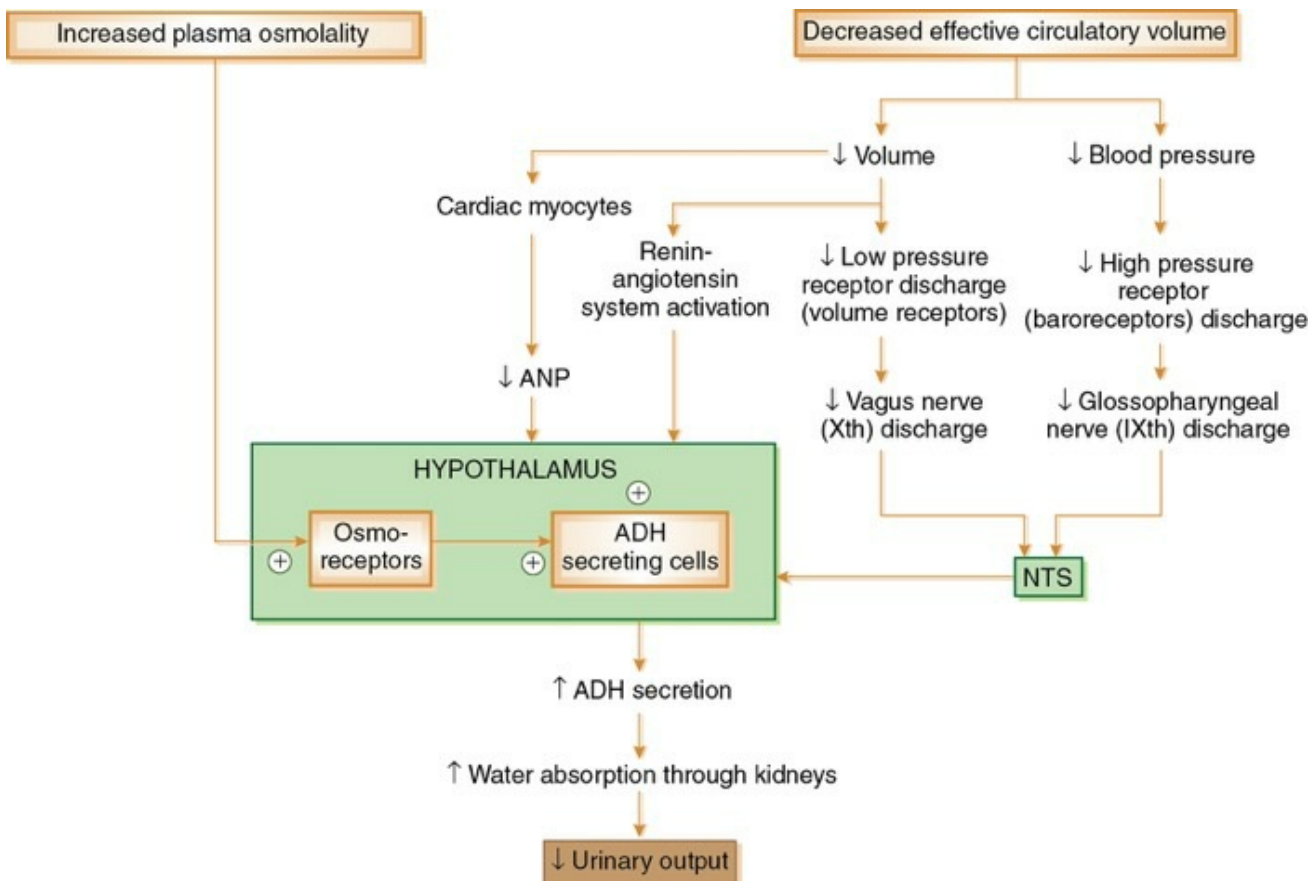 Increased plasma osmolality
Decreased effective circulatory volume
↓ Volume
↓ Blood pressure
Cardiac myocytes
Renin-
angiotensin
system activation
↓ Low pressure
receptor discharge
(volume receptors)
↓ High pressure
receptor
(baroreceptors) discharge
↓ ANP
↓ Vagus nerve
(Xth) discharge
↓ Glossopharyngeal
nerve (IXth) discharge
HYPOTHALAMUS
+
Osmo-
receptors
+
ADH
secreting cells
+
NTS
↑ ADH secretion
↑ Water absorption through kidneys
↓ Urinary output